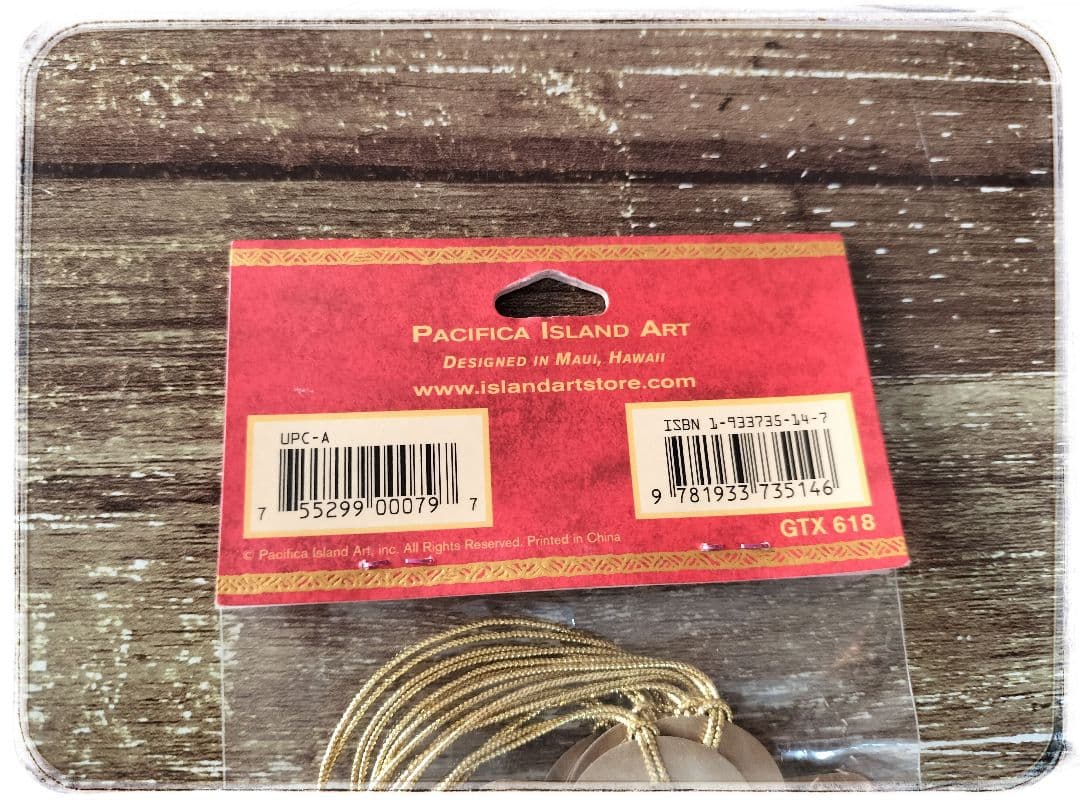 PACIFICA ISLAND ART
DESIGNED IN MAUI, HAWAII
www.islandartstore.com
UPC-A
7 55299 00079 7
ISBN 1-933735-14-7
9 781933 735146
GTX 618
© Pacifica Island Art, inc. All Rights Reserved. Printed in China